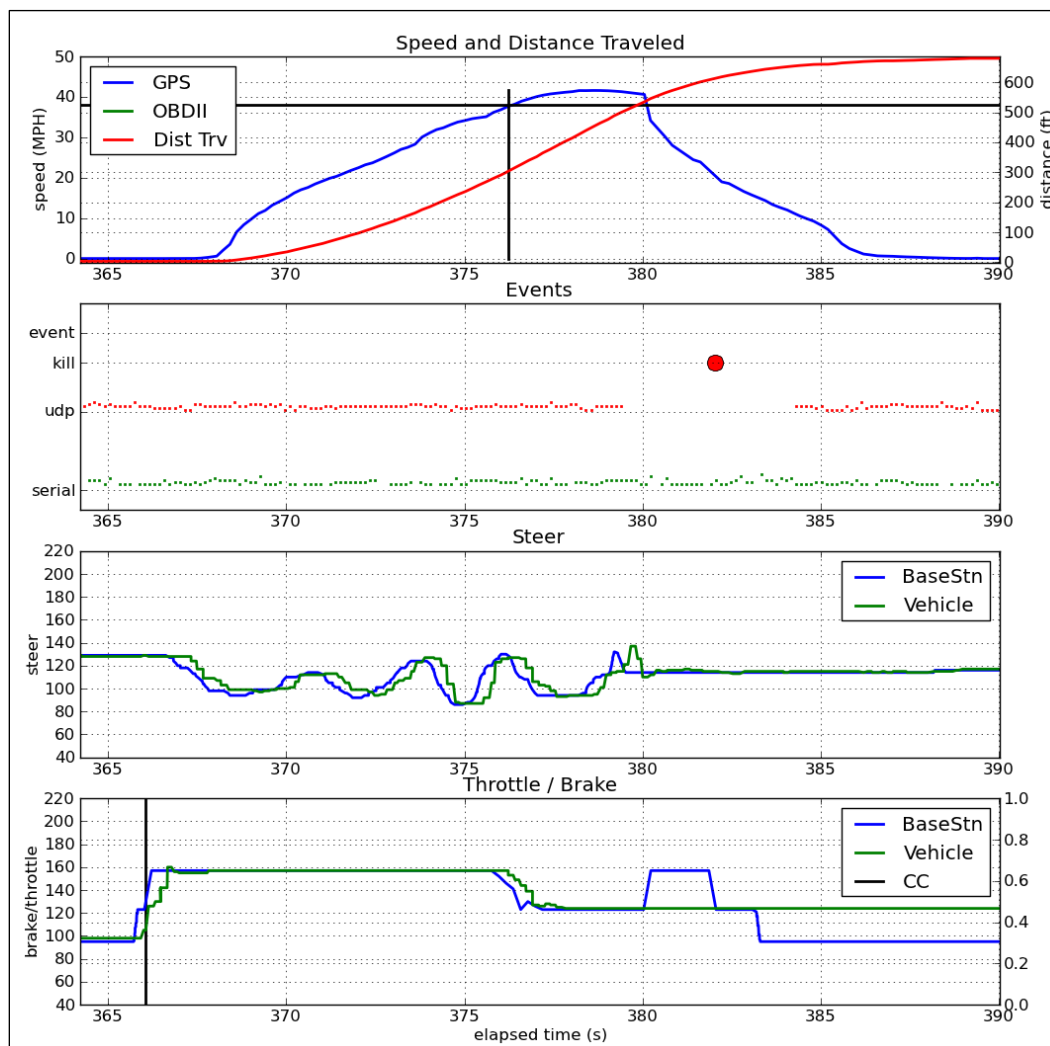 Speed and Distance Traveled
50
40
30
20
10
0
speed (MPH)
GPS
OBDII
Dist Trv
600
500
400
300
200
100
0
distance (ft)
365 370 375 380 385 390
Events
event
kill
udp
serial
365 370 375 380 385 390
Steer
220
200
180
160
140
120
100
80
60
40
steer
BaseStn
Vehicle
365 370 375 380 385 390
Throttle / Brake
220
200
180
160
140
120
100
80
60
40
brake/throttle
BaseStn
Vehicle
CC
1.0
0.8
0.6
0.4
0.2
0.0
365 370 375 380 385 390
elapsed time (s)